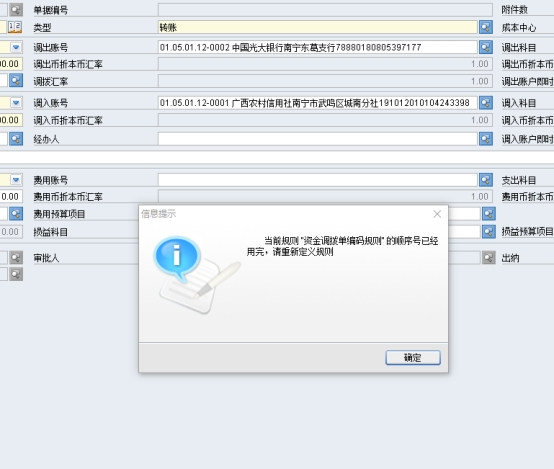 单据编号 附件数
类型 转账 成本中心
调出账号 01.05.01.12-0002 中国光大银行南宁东葛支行78880180805397177 调出科目
00.00 调出币折本币汇率 1.00 调出币折本币
调拨汇率 调出账户即时
调入账号 01.05.01.12-0001 广西农村信用社南宁市武鸣区城南分社191012010104243398 调入科目
00.00 调入币折本币汇率 1.00 调入币折本币
经办人 调入账户即时
费用账号 支出科目
0.00 费用币折本币汇率 1.00 费用币折本币
费用预算项目
0.00 损益科目 损益预算项目
审批人 出纳
信息提示
当前规则"资金调拨单编码规则"的顺序号已经
用完，请重新定义规则
确定